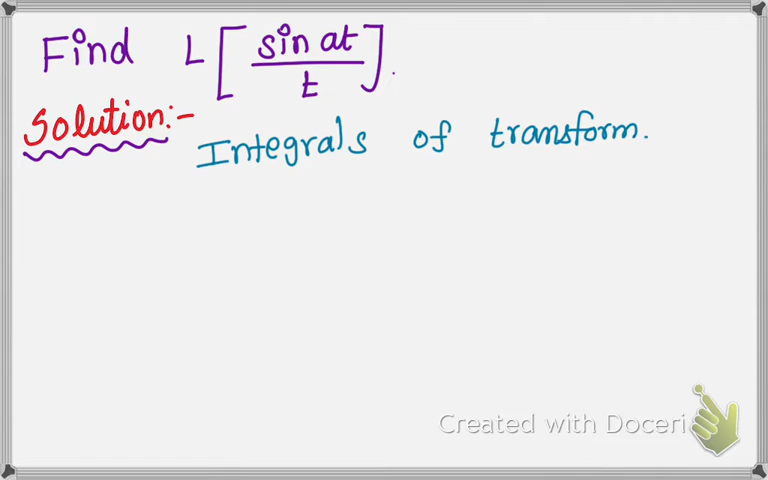 Find L [ sin at / t ].
Solution:-
Integrals of transform.
Created with Doceri